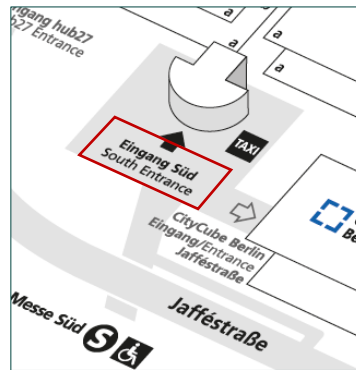 Eingang hub27
hub27 Entrance
a
a
a
a
Eingang Süd
South Entrance
TAXI
CityCube Berlin
Eingang/Entrance
Jafféstraße
Jafféstraße
Messe Süd S